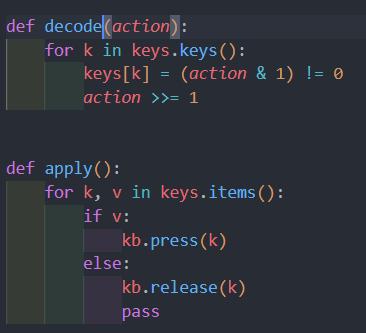 def decode(action):
    for k in keys.keys():
        keys[k] = (action & 1) != 0
        action >>= 1
def apply():
    for k, v in keys.items():
        if v:
            kb.press(k)
        else:
            kb.release(k)
            pass